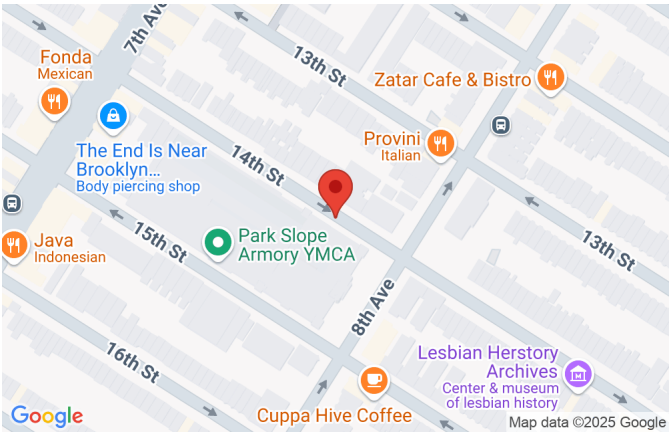 7th Ave
Fonda
Mexican
13th St
Zatar Cafe & Bistro
The End Is Near
Brooklyn...
Body piercing shop
14th St
Provini
Italian
Java
Indonesian
15th St
Park Slope
Armory YMCA
13th St
8th Ave
16th St
Lesbian Herstory
Archives
Center & museum
of lesbian history
Cuppa Hive Coffee
Google
Map data ©2025 Google